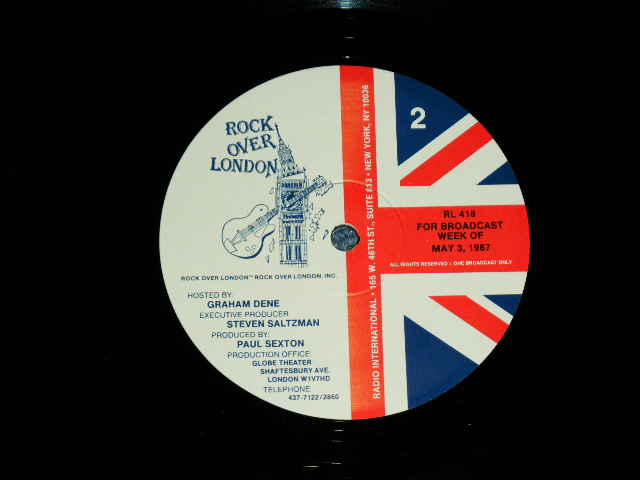 ROCK
OVER
LONDON
ROCK OVER LONDON™ ROCK OVER LONDON, INC.
HOSTED BY:
GRAHAM DENE
EXECUTIVE PRODUCER
STEVEN SALTZMAN
PRODUCED BY:
PAUL SEXTON
PRODUCTION OFFICE:
GLOBE THEATER
SHAFTESBURY AVE.
LONDON W1V7HD
TELEPHONE:
437-7122/2860
RADIO INTERNATIONAL • 165 W. 46TH ST., SUITE 813 • NEW YORK, NY 10036
2
RL 418
FOR BROADCAST
WEEK OF
MAY 3, 1987
ALL RIGHTS RESERVED / ONE BROADCAST ONLY